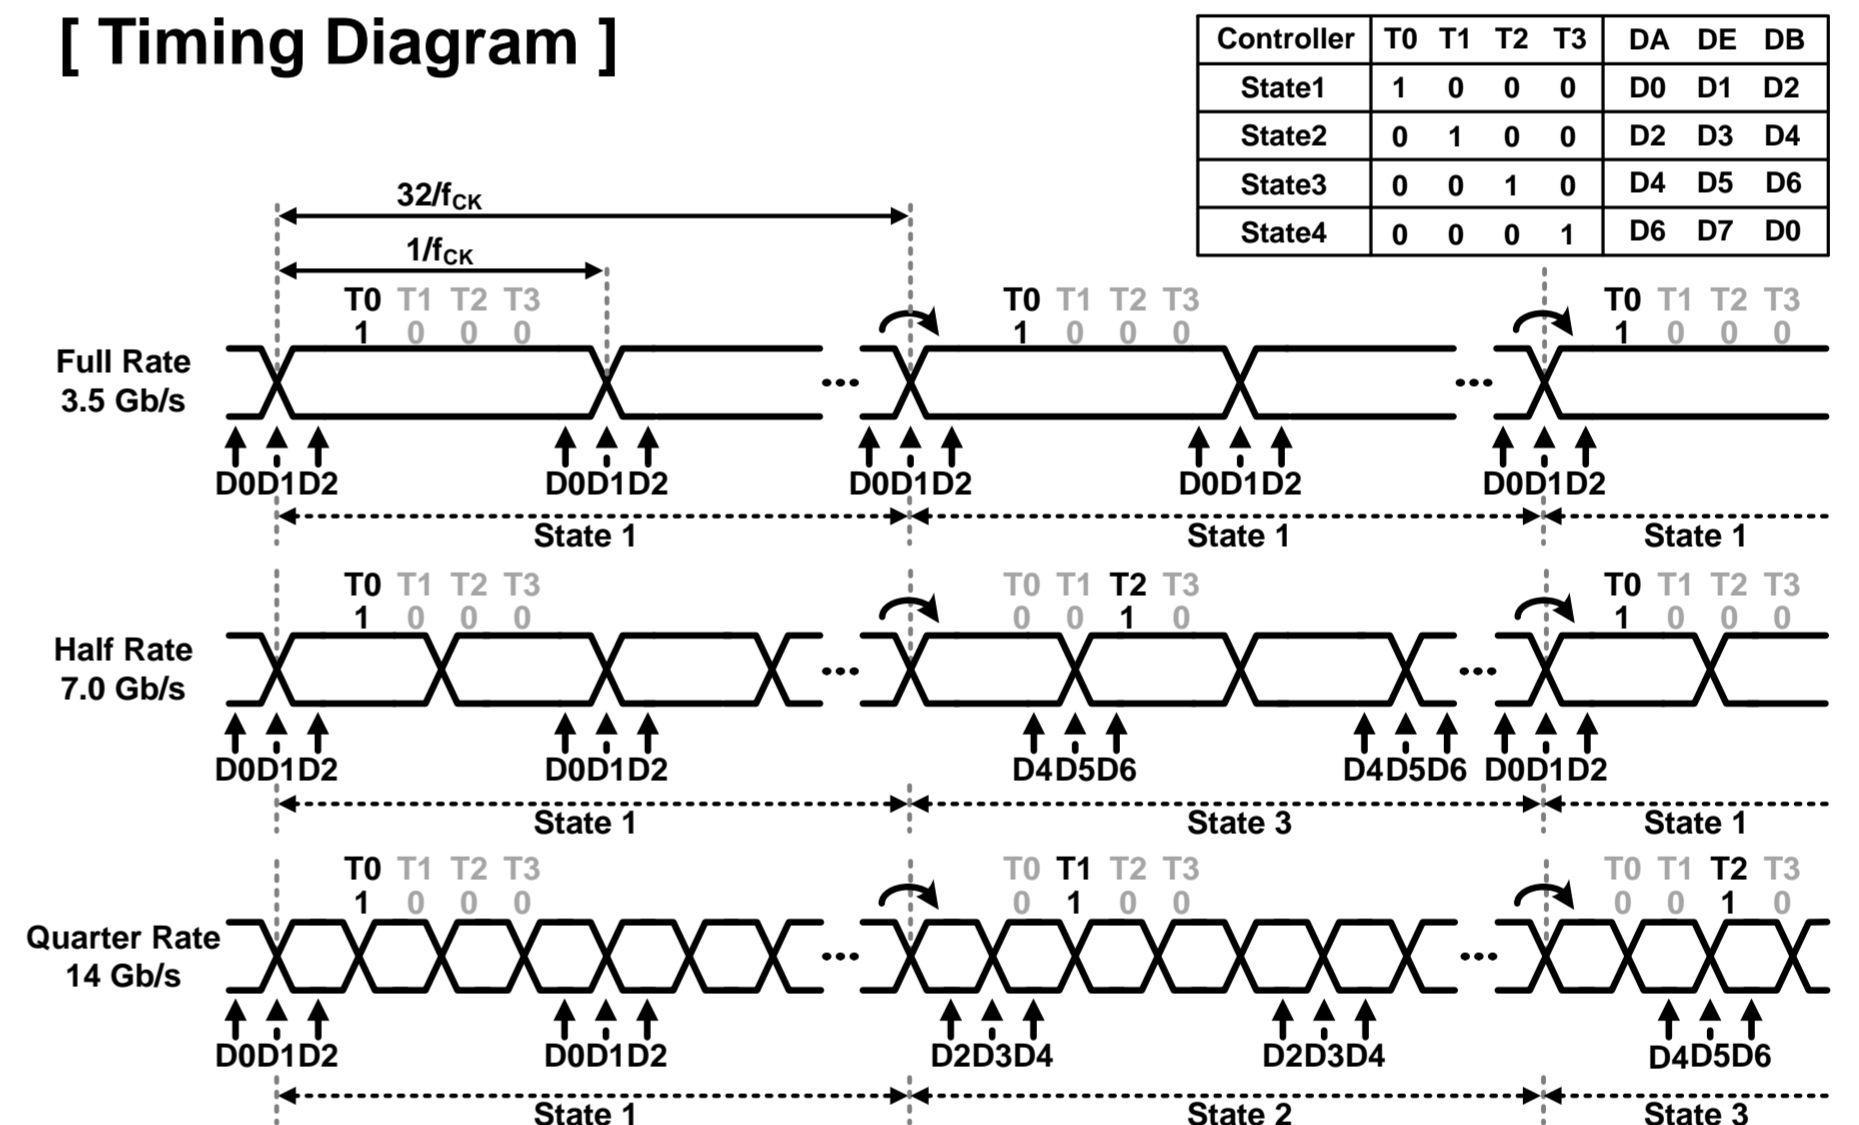 [ Timing Diagram ]
Controller T0 T1 T2 T3 DA DE DB
State1 1 0 0 0 D0 D1 D2
State2 0 1 0 0 D2 D3 D4
State3 0 0 1 0 D4 D5 D6
State4 0 0 0 1 D6 D7 D0
32/fCK
1/fCK
T0 T1 T2 T3 T0 T1 T2 T3 T0 T1 T2 T3
1 0 0 0 1 0 0 0 1 0 0 0
Full Rate
3.5 Gb/s
... ...
D0D1D2 D0D1D2 D0D1D2 D0D1D2 D0D1D2
State 1 State 1 State 1
T0 T1 T2 T3 T0 T1 T2 T3 T0 T1 T2 T3
1 0 0 0 0 0 1 0 1 0 0 0
Half Rate
7.0 Gb/s
... ...
D0D1D2 D0D1D2 D4D5D6 D4D5D6 D0D1D2
State 1 State 3 State 1
T0 T1 T2 T3 T0 T1 T2 T3 T0 T1 T2 T3
1 0 0 0 0 1 0 0 0 0 1 0
Quarter Rate
14 Gb/s
... ...
D0D1D2 D0D1D2 D2D3D4 D2D3D4 D4D5D6
State 1 State 2 State 3